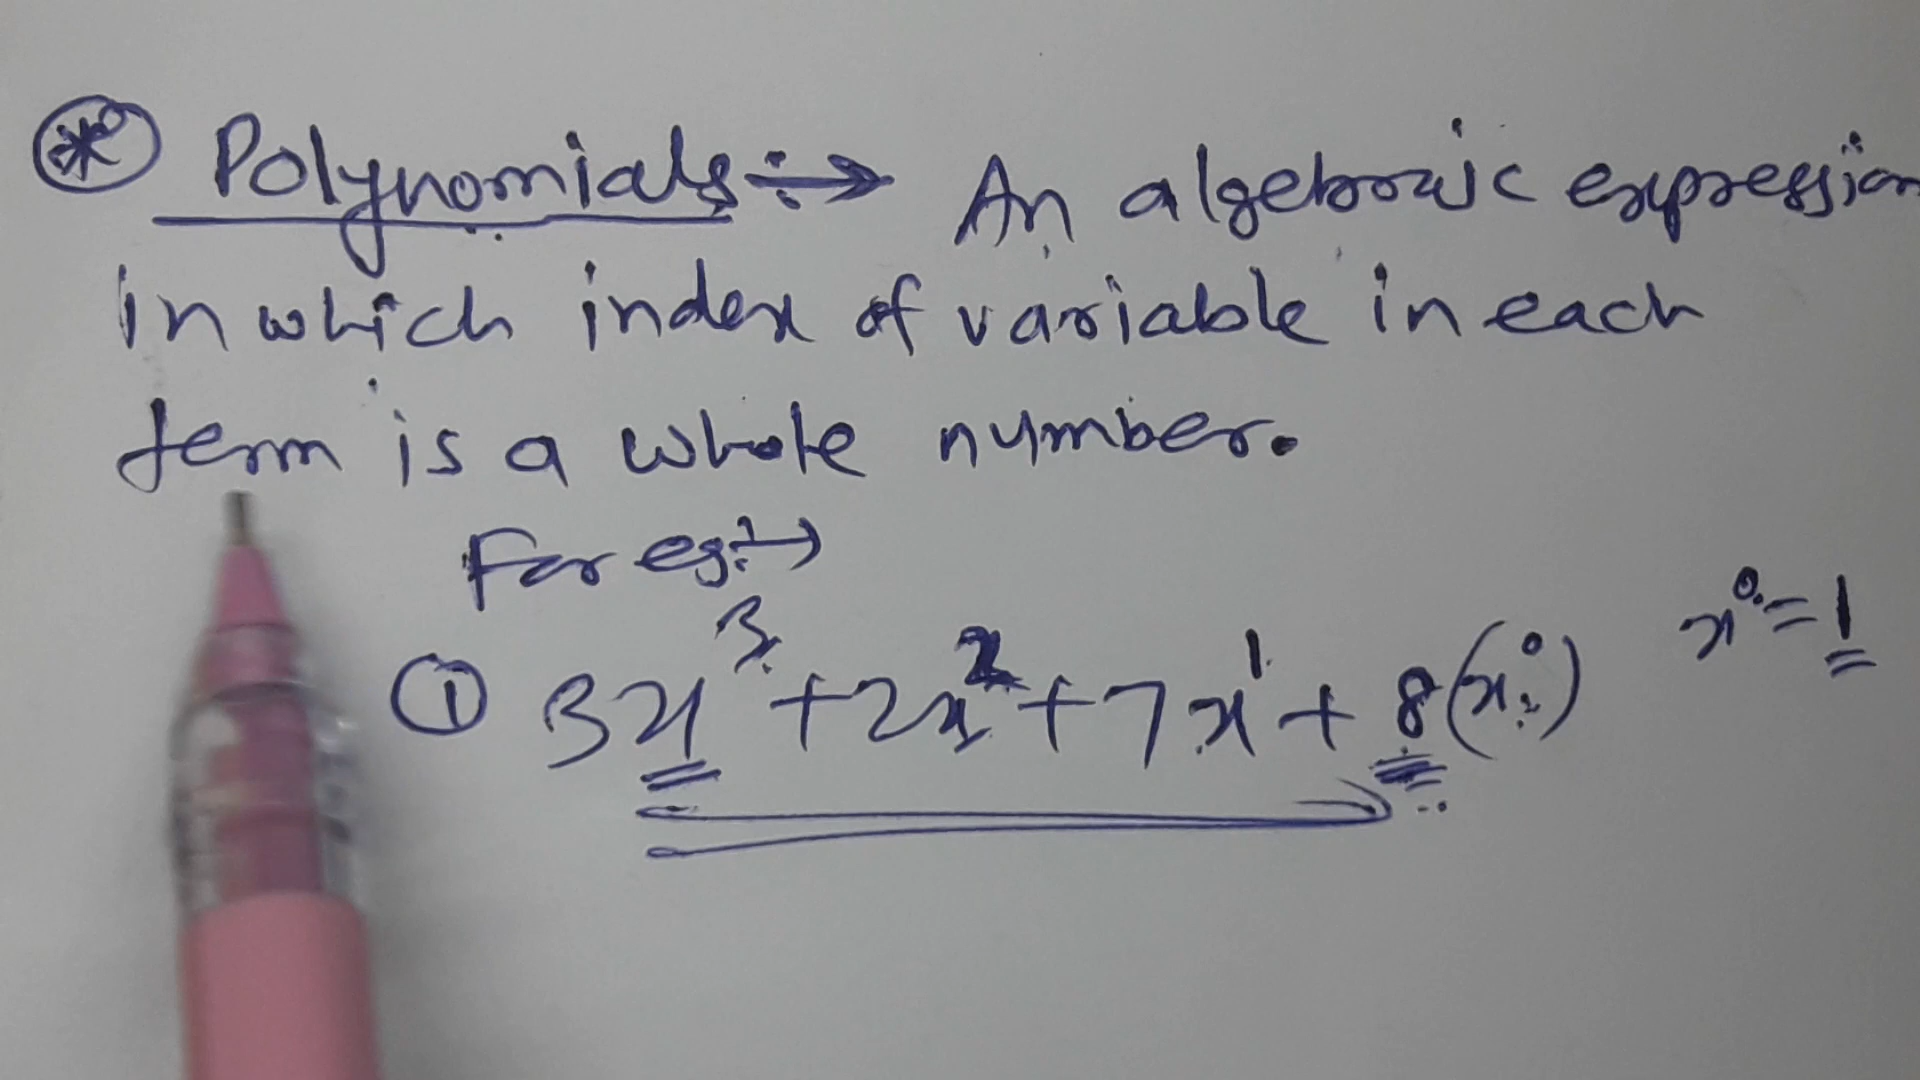 * Polynomials :→ An algebraic expression
in which index of variable in each
term is a whole number.
For eg :→
① 3x³ + 2x² + 7x¹ + 8(x⁰) x⁰ = 1